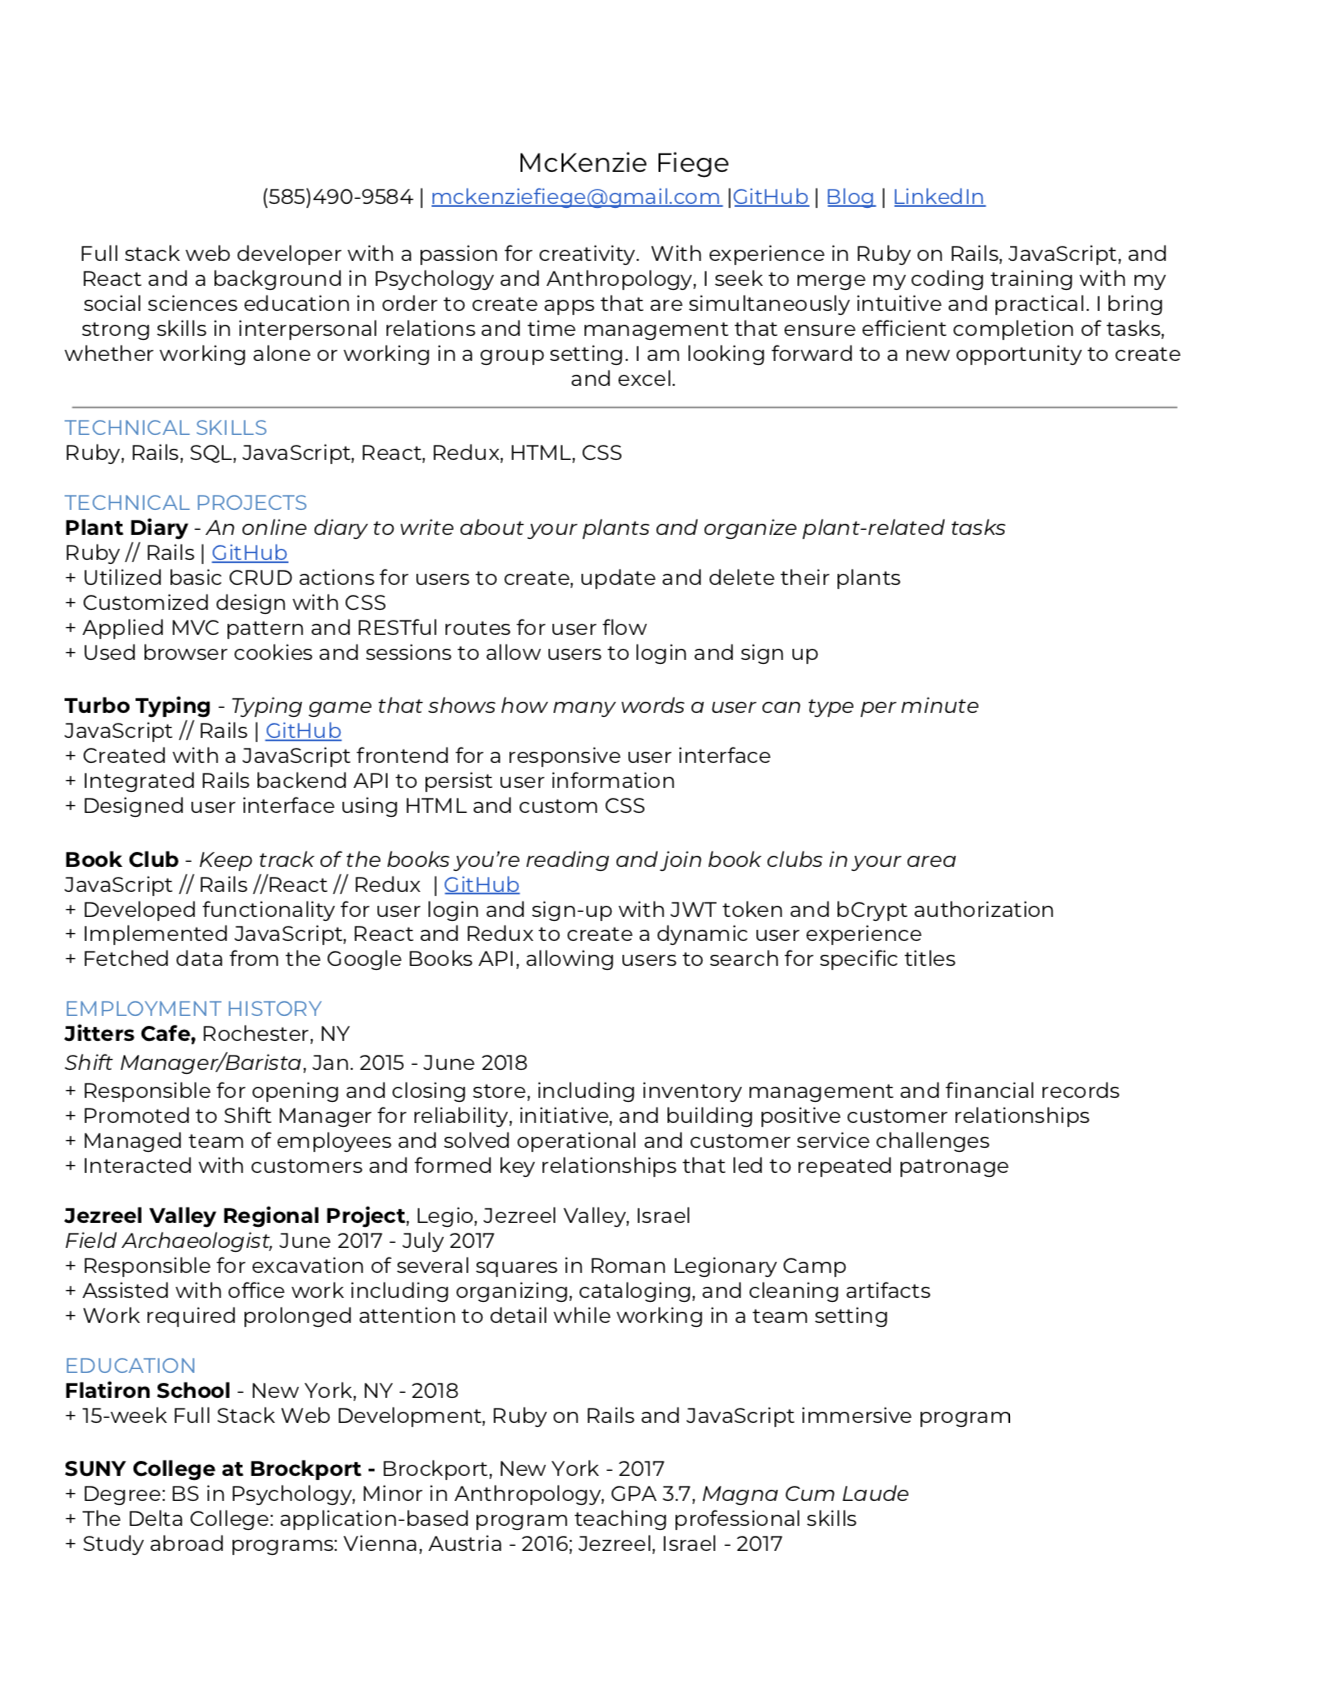 McKenzie Fiege
(585)490-9584 | mckenziefiege@gmail.com |GitHub | Blog | LinkedIn
Full stack web developer with a passion for creativity.  With experience in Ruby on Rails, JavaScript, and
React and a background in Psychology and Anthropology, I seek to merge my coding training with my
social sciences education in order to create apps that are simultaneously intuitive and practical. I bring
strong skills in interpersonal relations and time management that ensure efficient completion of tasks,
whether working alone or working in a group setting. I am looking forward to a new opportunity to create
and excel.
TECHNICAL SKILLS
Ruby, Rails, SQL, JavaScript, React, Redux, HTML, CSS
TECHNICAL PROJECTS
Plant Diary - An online diary to write about your plants and organize plant-related tasks
Ruby // Rails | GitHub
+ Utilized basic CRUD actions for users to create, update and delete their plants
+ Customized design with CSS
+ Applied MVC pattern and RESTful routes for user flow
+ Used browser cookies and sessions to allow users to login and sign up
Turbo Typing - Typing game that shows how many words a user can type per minute
JavaScript // Rails | GitHub
+ Created with a JavaScript frontend for a responsive user interface
+ Integrated Rails backend API to persist user information
+ Designed user interface using HTML and custom CSS
Book Club - Keep track of the books you're reading and join book clubs in your area
JavaScript // Rails //React // Redux  | GitHub
+ Developed functionality for user login and sign-up with JWT token and bCrypt authorization
+ Implemented JavaScript, React and Redux to create a dynamic user experience
+ Fetched data from the Google Books API, allowing users to search for specific titles
EMPLOYMENT HISTORY
Jitters Cafe, Rochester, NY
Shift Manager/Barista, Jan. 2015 - June 2018
+ Responsible for opening and closing store, including inventory management and financial records
+ Promoted to Shift Manager for reliability, initiative, and building positive customer relationships
+ Managed team of employees and solved operational and customer service challenges
+ Interacted with customers and formed key relationships that led to repeated patronage
Jezreel Valley Regional Project, Legio, Jezreel Valley, Israel
Field Archaeologist, June 2017 - July 2017
+ Responsible for excavation of several squares in Roman Legionary Camp
+ Assisted with office work including organizing, cataloging, and cleaning artifacts
+ Work required prolonged attention to detail while working in a team setting
EDUCATION
Flatiron School - New York, NY - 2018
+ 15-week Full Stack Web Development, Ruby on Rails and JavaScript immersive program
SUNY College at Brockport - Brockport, New York - 2017
+ Degree: BS in Psychology, Minor in Anthropology, GPA 3.7, Magna Cum Laude
+ The Delta College: application-based program teaching professional skills
+ Study abroad programs: Vienna, Austria - 2016; Jezreel, Israel - 2017